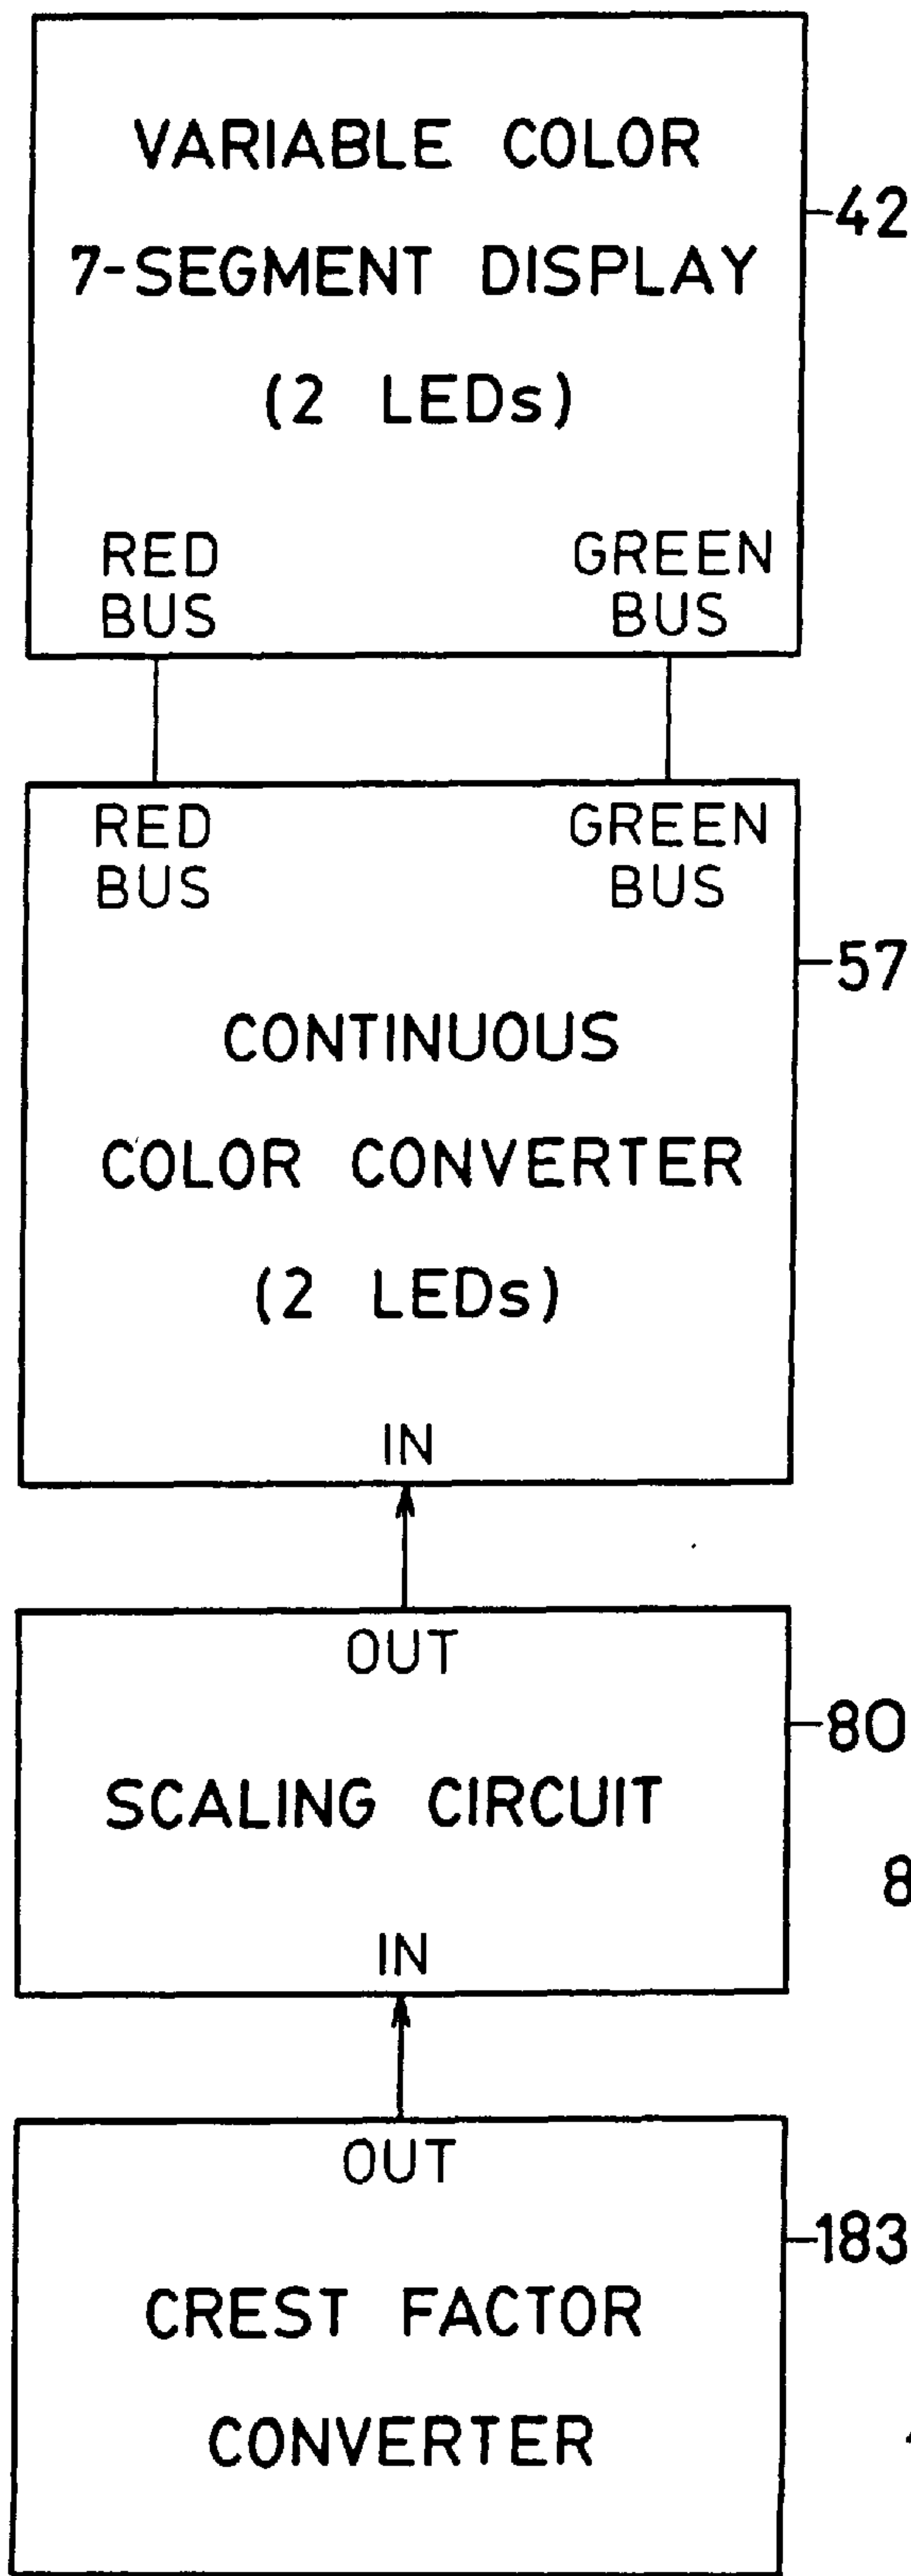 VARIABLE COLOR
7-SEGMENT DISPLAY
(2 LEDs)
42
RED GREEN
BUS BUS
RED GREEN
BUS BUS
57
CONTINUOUS
COLOR CONVERTER
(2 LEDs)
IN
OUT
80
SCALING CIRCUIT
8
IN
OUT
183
CREST FACTOR
CONVERTER